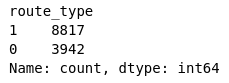 route_type
1    8817
0    3942
Name: count, dtype: int64